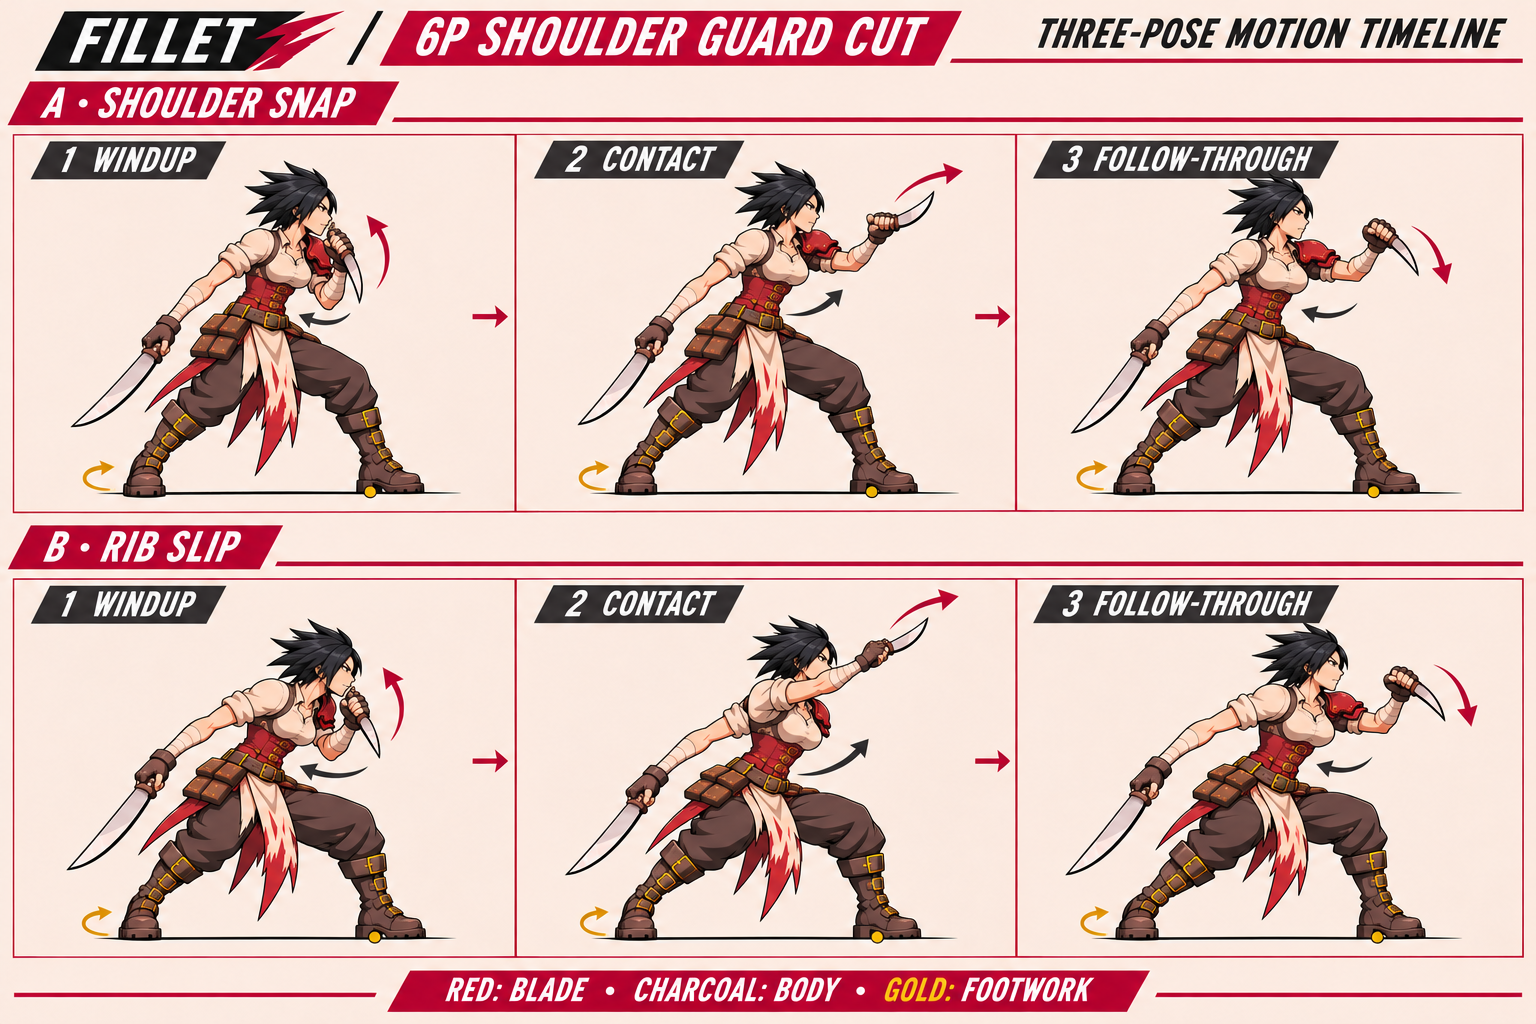 FILLET / 6P SHOULDER GUARD CUT
THREE-POSE MOTION TIMELINE
A • SHOULDER SNAP
1 WINDUP
2 CONTACT
3 FOLLOW-THROUGH
B • RIB SLIP
1 WINDUP
2 CONTACT
3 FOLLOW-THROUGH
RED: BLADE • CHARCOAL: BODY • GOLD: FOOTWORK